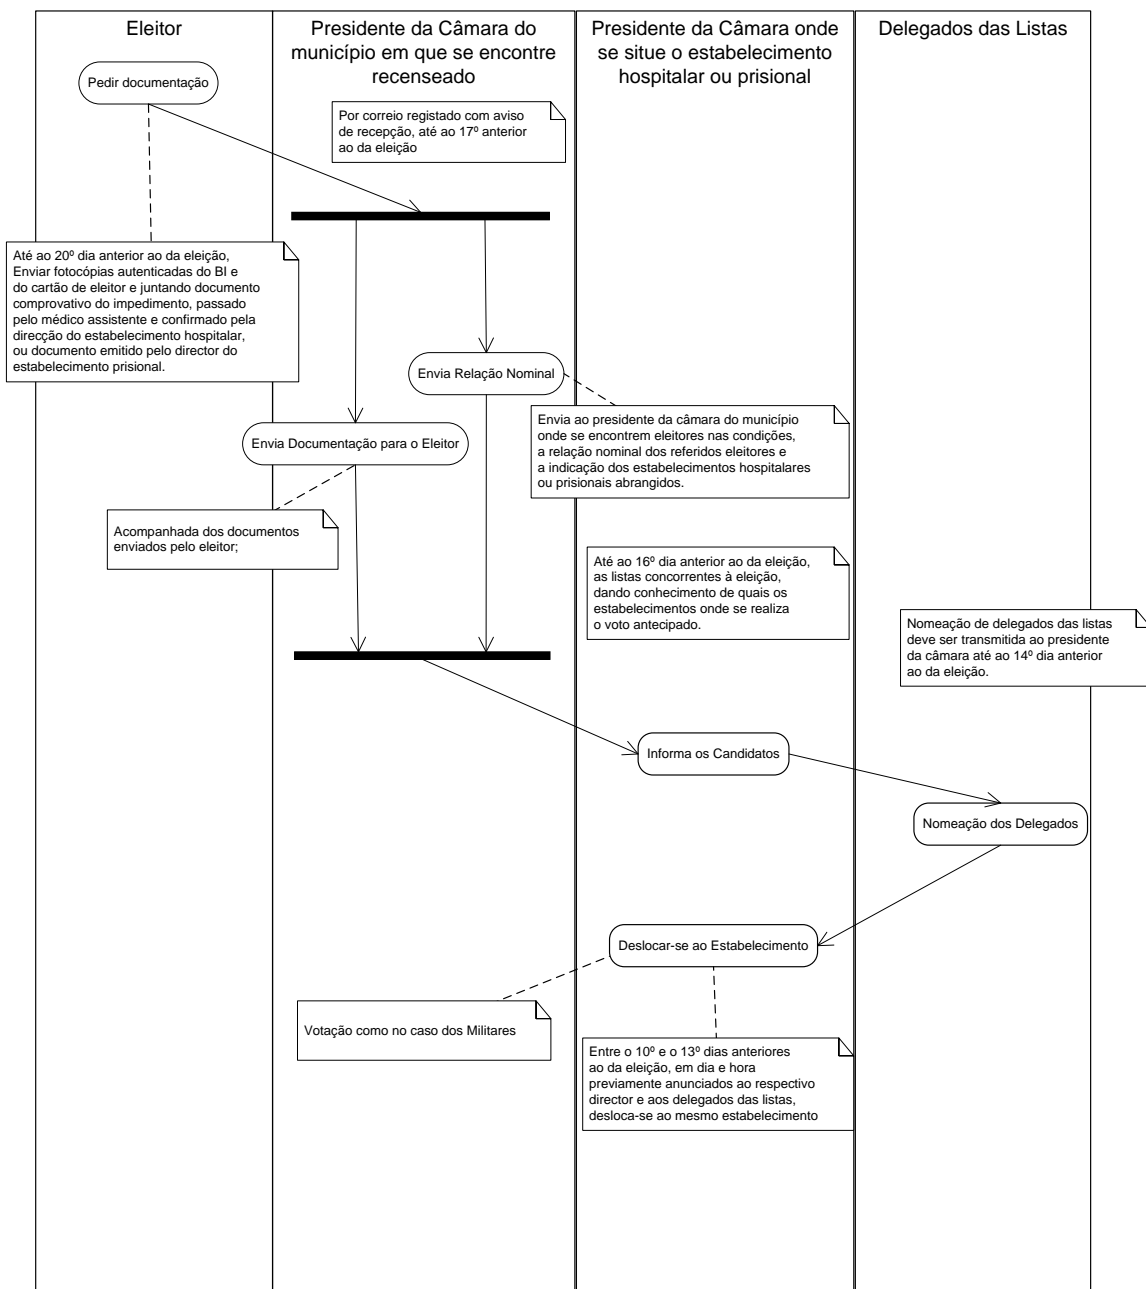 Eleitor
Presidente da Câmara do
município em que se encontre
recenseado
Presidente da Câmara onde
se situe o estabelecimento
hospitalar ou prisional
Delegados das Listas
Pedir documentação
Por correio registado com aviso
de recepção, até ao 17º anterior
ao da eleição
Até ao 20º dia anterior ao da eleição,
Enviar fotocópias autenticadas do BI e
do cartão de eleitor e juntando documento
comprovativo do impedimento, passado
pelo médico assistente e confirmado pela
direcção do estabelecimento hospitalar,
ou documento emitido pelo director do
estabelecimento prisional.
Envia Relação Nominal
Envia Documentação para o Eleitor
Envia ao presidente da câmara do município
onde se encontrem eleitores nas condições,
a relação nominal dos referidos eleitores e
a indicação dos estabelecimentos hospitalares
ou prisionais abrangidos.
Acompanhada dos documentos
enviados pelo eleitor;
Até ao 16º dia anterior ao da eleição,
as listas concorrentes à eleição,
dando conhecimento de quais os
estabelecimentos onde se realiza
o voto antecipado.
Nomeação de delegados das listas
deve ser transmitida ao presidente
da câmara até ao 14º dia anterior
ao da eleição.
Informa os Candidatos
Nomeação dos Delegados
Deslocar-se ao Estabelecimento
Votação como no caso dos Militares
Entre o 10º e o 13º dias anteriores
ao da eleição, em dia e hora
previamente anunciados ao respectivo
director e aos delegados das listas,
desloca-se ao mesmo estabelecimento